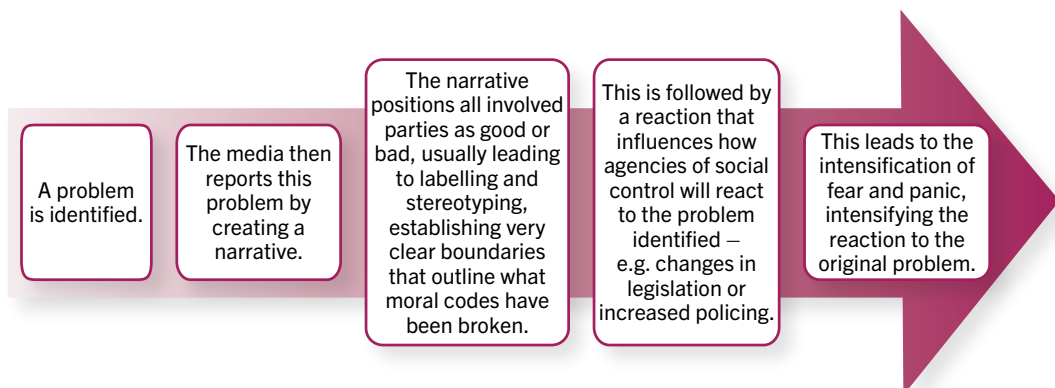 A problem
is identified.
The media then
reports this
problem by
creating a
narrative.
The narrative
positions all involved
parties as good or
bad, usually leading
to labelling and
stereotyping,
establishing very
clear boundaries
that outline what
moral codes have
been broken.
This is followed by
a reaction that
influences how
agencies of social
control will react
to the problem
identified –
e.g. changes in
legislation or
increased policing.
This leads to the
intensification of
fear and panic,
intensifying the
reaction to the
original problem.